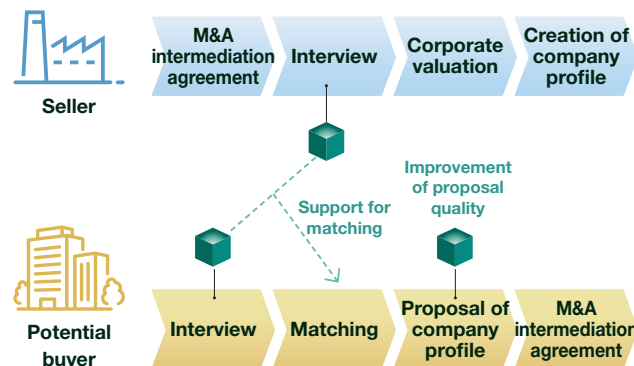 Seller
M&A
intermediation
agreement
Interview
Corporate
valuation
Creation of
company
profile
Support for
matching
Improvement
of proposal
quality
Potential
buyer
Interview
Matching
Proposal of
company
profile
M&A
intermediation
agreement